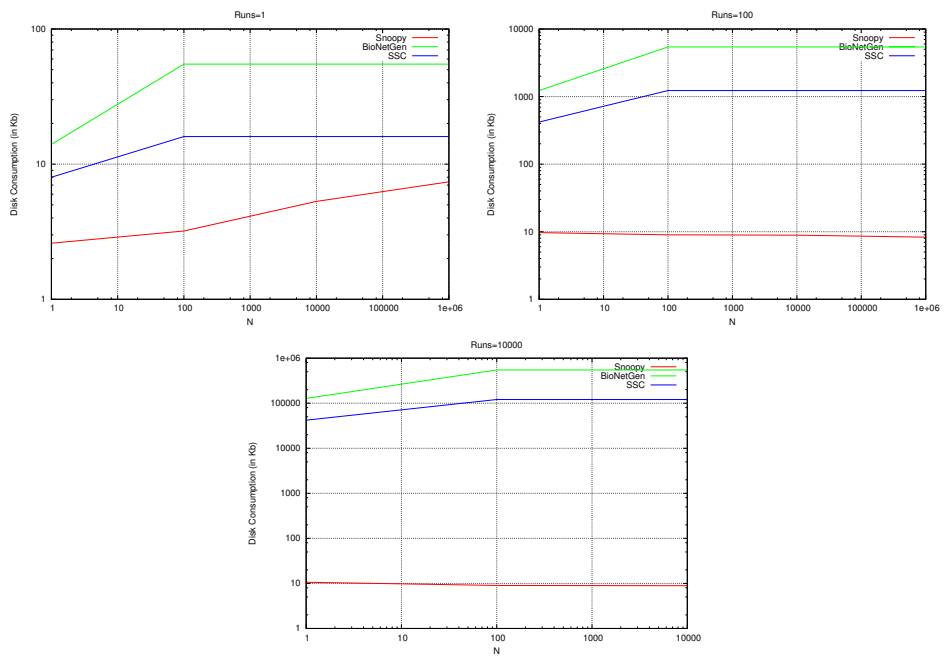 Runs=1
100
10
1
Disk Consumption (in Kb)
Snoopy
BioNetGen
SSC
1 10 100 1000 10000 100000 1e+06
N
Runs=100
10000
1000
100
10
1
Disk Consumption (in Kb)
Snoopy
BioNetGen
SSC
1 10 100 1000 10000 100000 1e+06
N
Runs=10000
1e+06
100000
10000
1000
100
10
1
Disk Consumption (in Kb)
Snoopy
BioNetGen
SSC
1 10 100 1000 10000
N